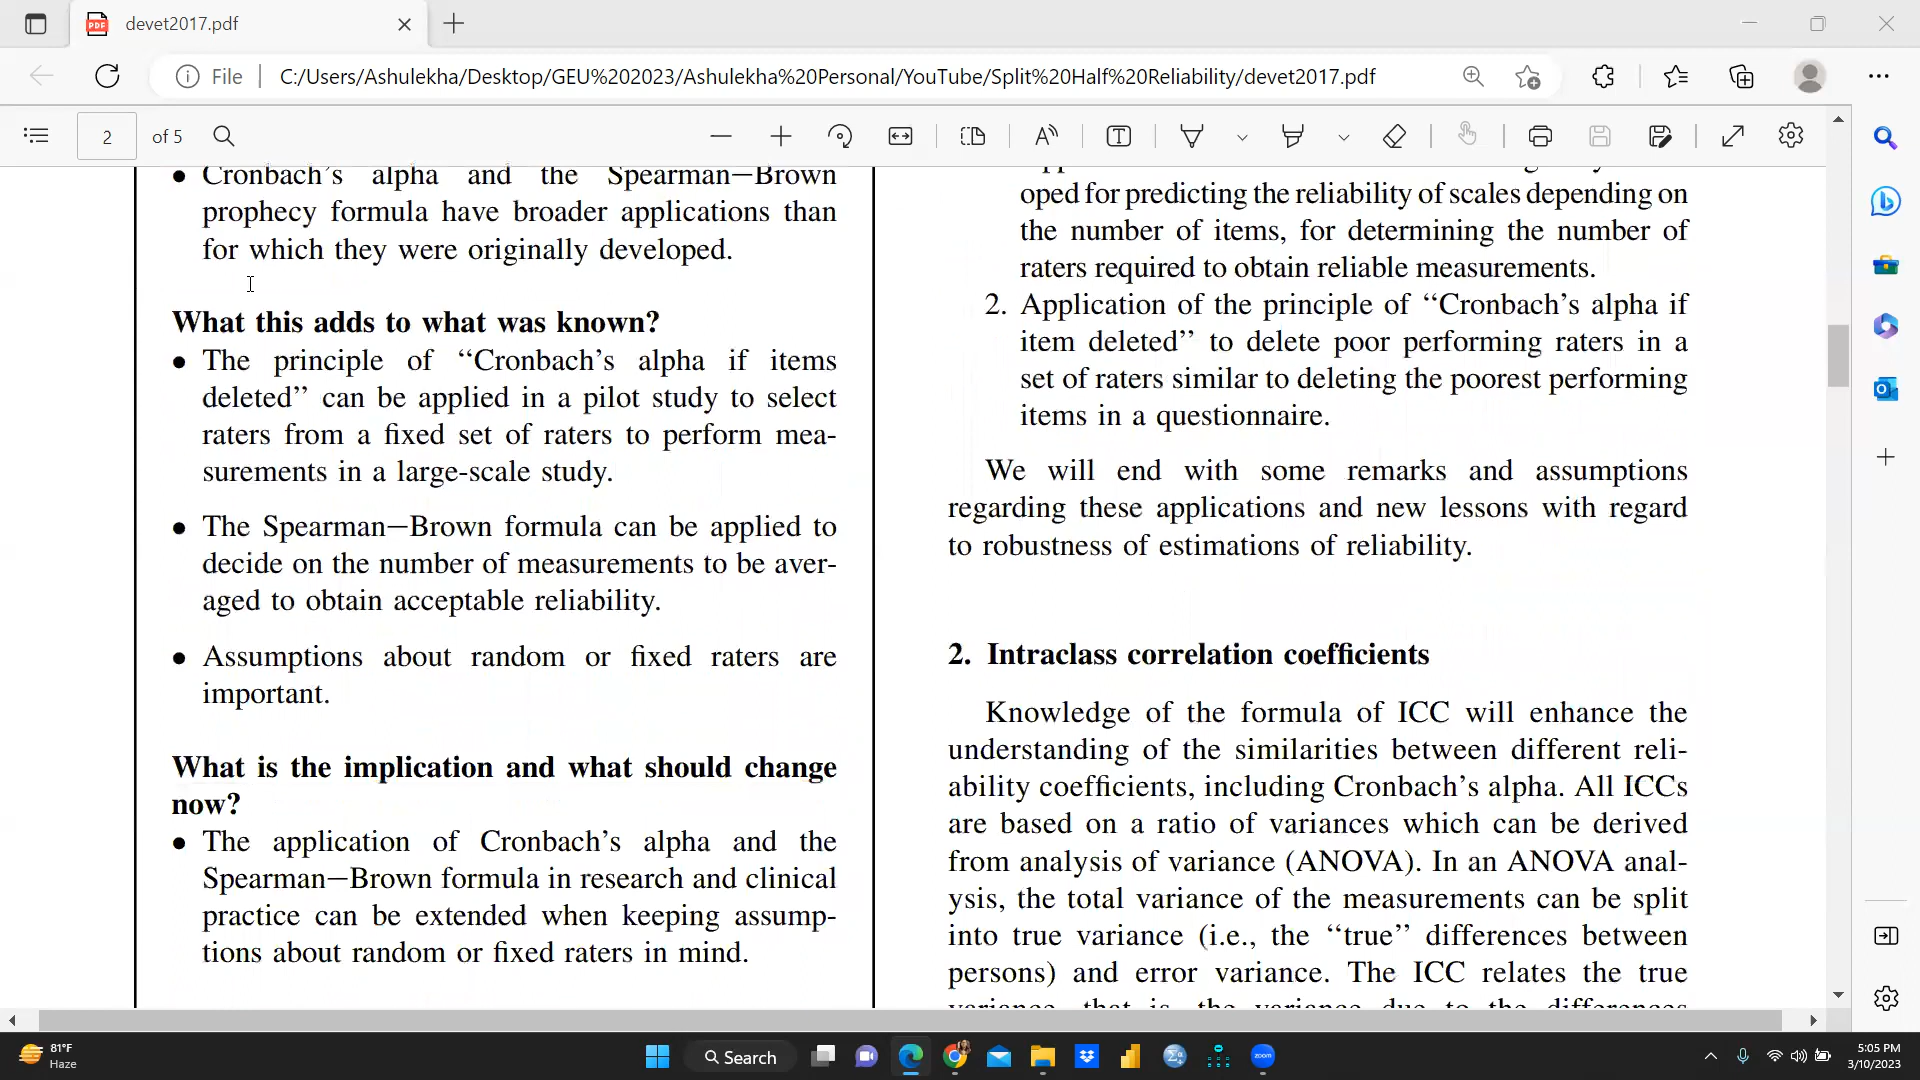 devet2017.pdf
File
C:/Users/Ashulekha/Desktop/GEU%202023/Ashulekha%20Personal/YouTube/Split%20Half%20Reliability/devet2017.pdf
2 of 5
● Cronbach’s alpha and the Spearman–Brown
prophecy formula have broader applications than
for which they were originally developed.
What this adds to what was known?
● The principle of ‘‘Cronbach’s alpha if items
deleted’’ can be applied in a pilot study to select
raters from a fixed set of raters to perform mea-
surements in a large-scale study.
● The Spearman–Brown formula can be applied to
decide on the number of measurements to be aver-
aged to obtain acceptable reliability.
● Assumptions about random or fixed raters are
important.
What is the implication and what should change
now?
● The application of Cronbach’s alpha and the
Spearman–Brown formula in research and clinical
practice can be extended when keeping assump-
tions about random or fixed raters in mind.
oped for predicting the reliability of scales depending on
the number of items, for determining the number of
raters required to obtain reliable measurements.
2. Application of the principle of ‘‘Cronbach’s alpha if
item deleted’’ to delete poor performing raters in a
set of raters similar to deleting the poorest performing
items in a questionnaire.
We will end with some remarks and assumptions
regarding these applications and new lessons with regard
to robustness of estimations of reliability.
2. Intraclass correlation coefficients
Knowledge of the formula of ICC will enhance the
understanding of the similarities between different reli-
ability coefficients, including Cronbach’s alpha. All ICCs
are based on a ratio of variances which can be derived
from analysis of variance (ANOVA). In an ANOVA anal-
ysis, the total variance of the measurements can be split
into true variance (i.e., the ‘‘true’’ differences between
persons) and error variance. The ICC relates the true
variance, that is, the variance due to the differences
81°F
Haze
Search
zoom
5:05 PM
3/10/2023